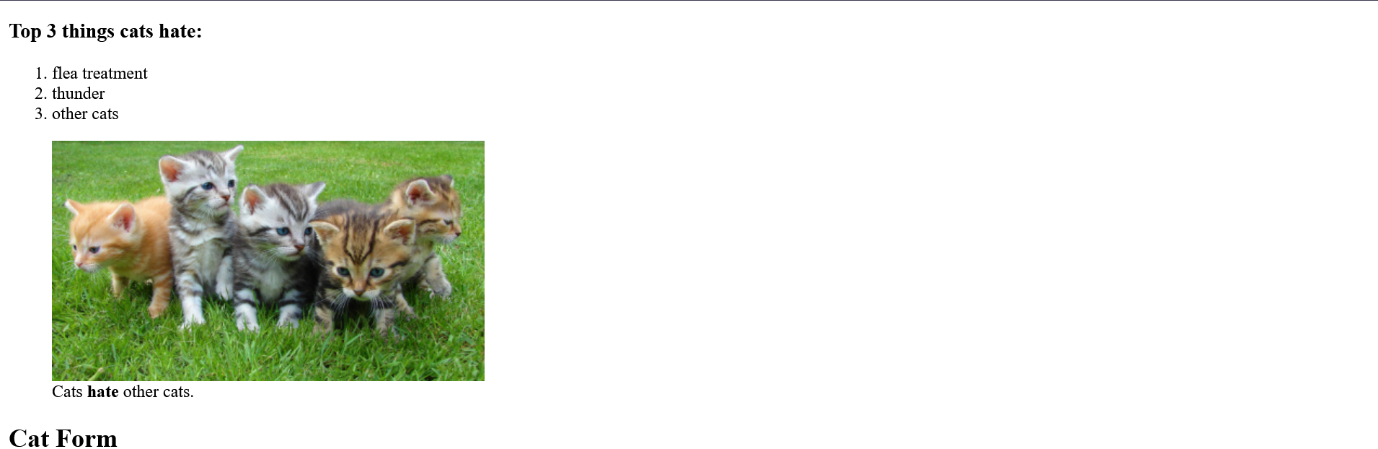 Top 3 things cats hate:
1. flea treatment
2. thunder
3. other cats
Cats hate other cats.
Cat Form